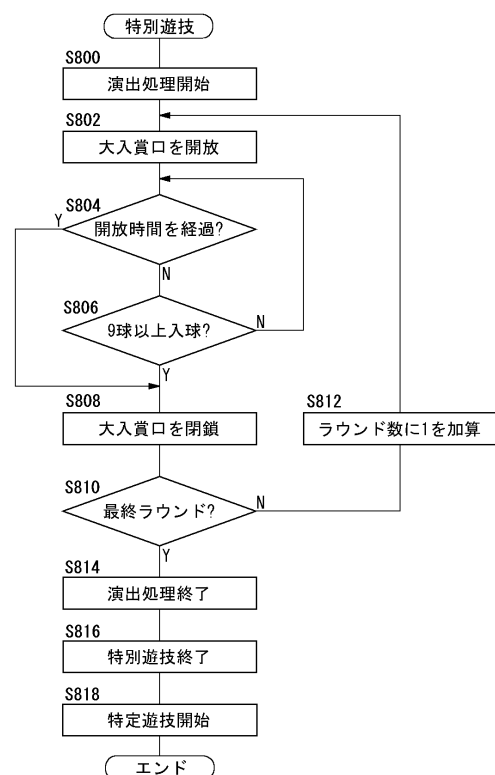 特別遊技
S800
演出処理開始
S802
大入賞口を開放
S804
Y
開放時間を経過?
N
S806
9球以上入球?
N
Y
S808
大入賞口を閉鎖
S812
ラウンド数に1を加算
S810
最終ラウンド?
N
Y
S814
演出処理終了
S816
特別遊技終了
S818
特定遊技開始
エンド